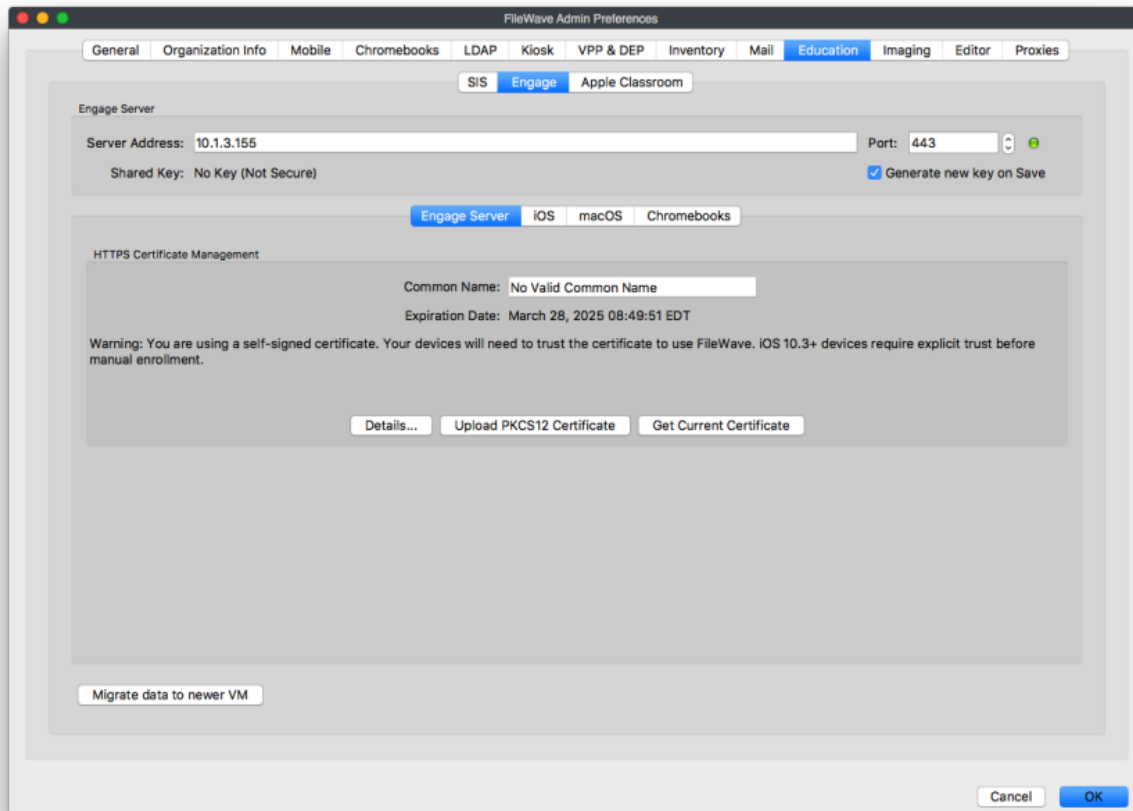 FileWave Admin Preferences
General Organization Info Mobile Chromebooks LDAP Kiosk VPP & DEP Inventory Mail Education Imaging Editor Proxies
SIS Engage Apple Classroom
Engage Server
Server Address: 10.1.3.155 Port: 443
Shared Key: No Key (Not Secure) Generate new key on Save
Engage Server iOS macOS Chromebooks
HTTPS Certificate Management
Common Name: No Valid Common Name
Expiration Date: March 28, 2025 08:49:51 EDT
Warning: You are using a self-signed certificate. Your devices will need to trust the certificate to use FileWave. iOS 10.3+ devices require explicit trust before
manual enrollment.
Details... Upload PKCS12 Certificate Get Current Certificate
Migrate data to newer VM
Cancel OK